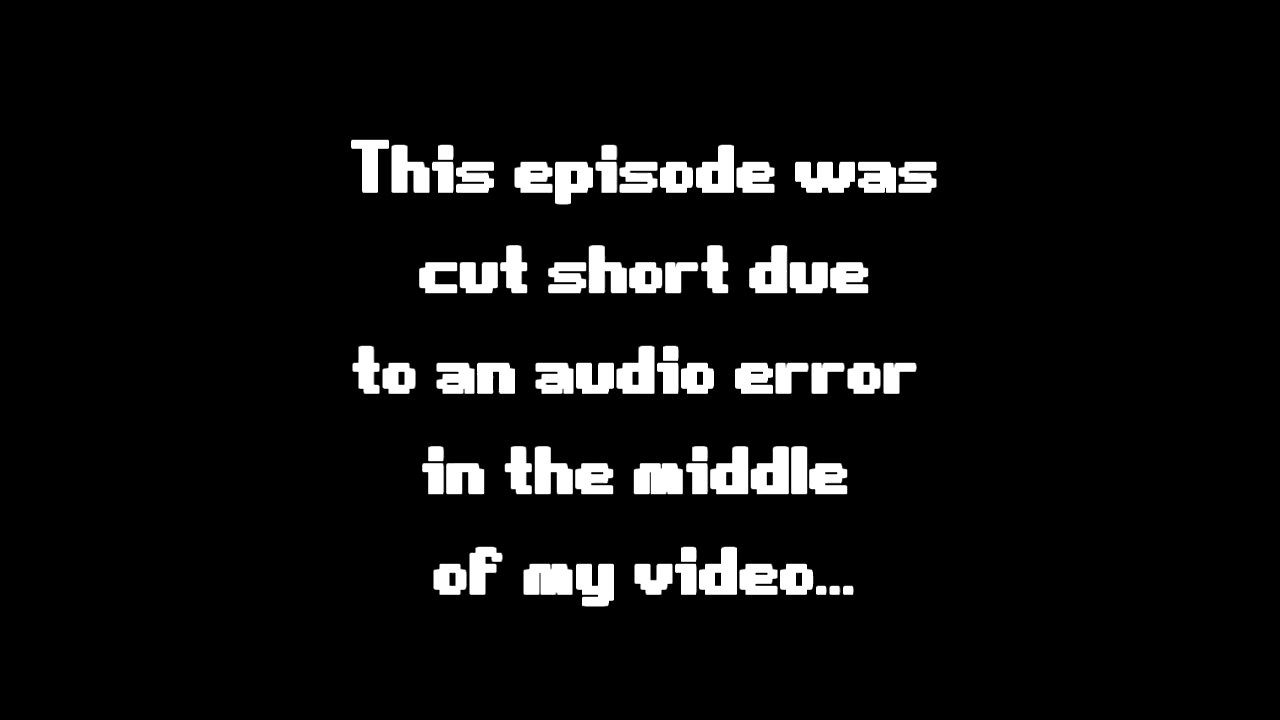 This episode was
cut short due
to an audio error
in the middle
of my video...